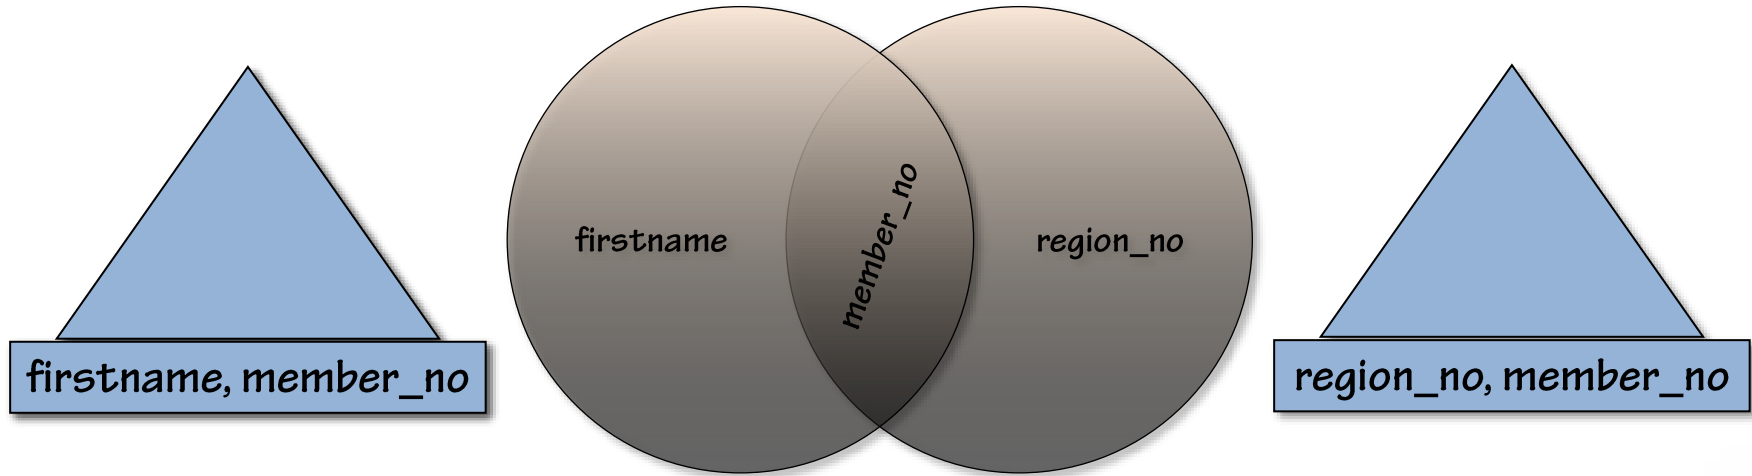 firstname, member_no
firstname
member_no
region_no
region_no, member_no